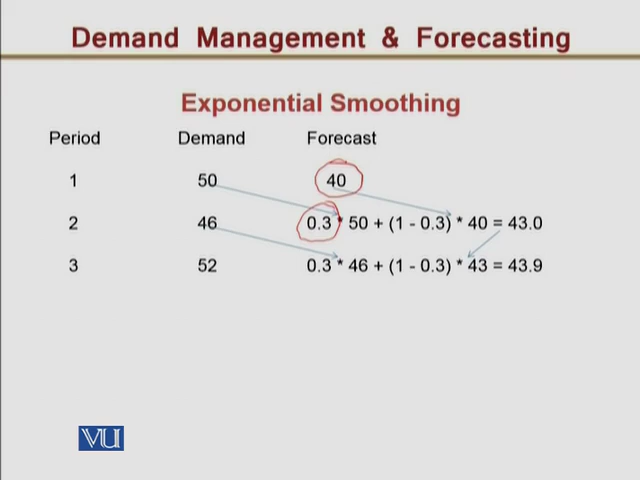 Demand Management & Forecasting
Exponential Smoothing
Period Demand Forecast
1 50 40
2 46 0.3 * 50 + (1 - 0.3) * 40 = 43.0
3 52 0.3 * 46 + (1 - 0.3) * 43 = 43.9
VU